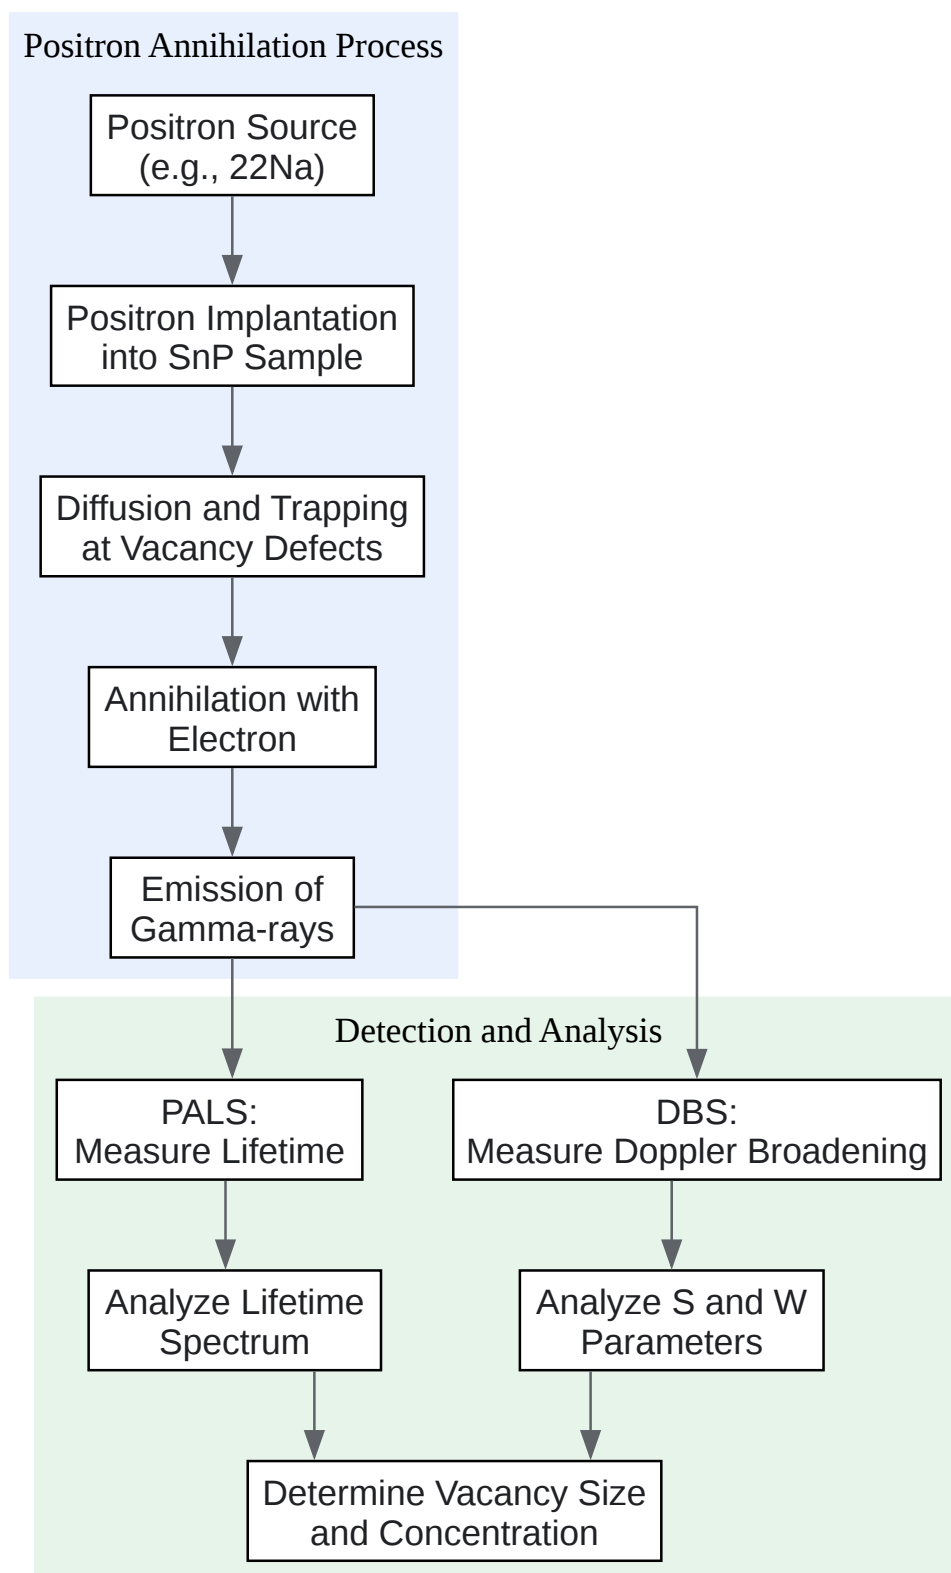 Positron Annihilation Process
Positron Source
(e.g., 22Na)
Positron Implantation
into SnP Sample
Diffusion and Trapping
at Vacancy Defects
Annihilation with
Electron
Emission of
Gamma-rays
Detection and Analysis
PALS:
Measure Lifetime
DBS:
Measure Doppler Broadening
Analyze Lifetime
Spectrum
Analyze S and W
Parameters
Determine Vacancy Size
and Concentration